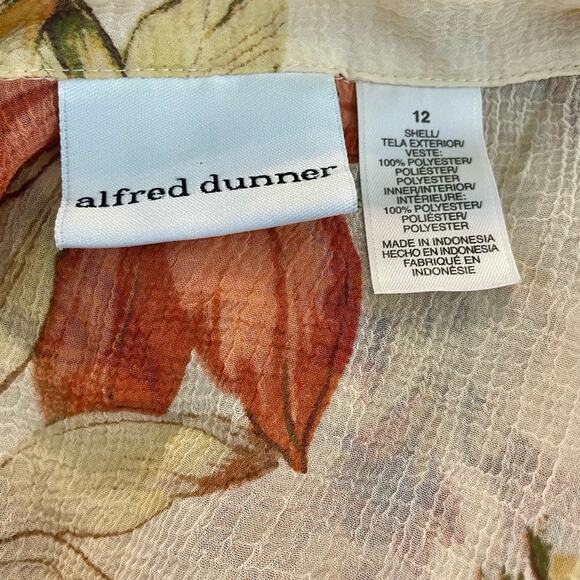 alfred dunner
12
SHELL/
TELA EXTERIOR/
VESTE:
100% POLYESTER/
POLIÉSTER/
POLYESTER
INNER/INTERIOR/
INTÉRIEURE:
100% POLYESTER/
POLIÉSTER/
POLYESTER
MADE IN INDONESIA
HECHO EN INDONESIA
FABRIQUÉ EN
INDONÉSIE